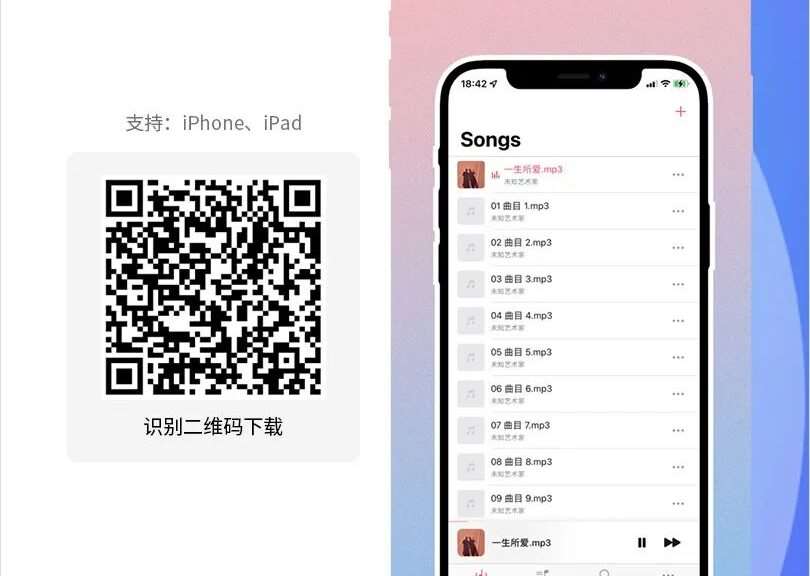 支持：iPhone、iPad
识别二维码下载
18:42
Songs
一生所爱.mp3
未知艺术家
01 曲目 1.mp3
未知艺术家
02 曲目 2.mp3
未知艺术家
03 曲目 3.mp3
未知艺术家
04 曲目 4.mp3
未知艺术家
05 曲目 5.mp3
未知艺术家
06 曲目 6.mp3
未知艺术家
07 曲目 7.mp3
未知艺术家
08 曲目 8.mp3
未知艺术家
09 曲目 9.mp3
未知艺术家
一生所爱.mp3